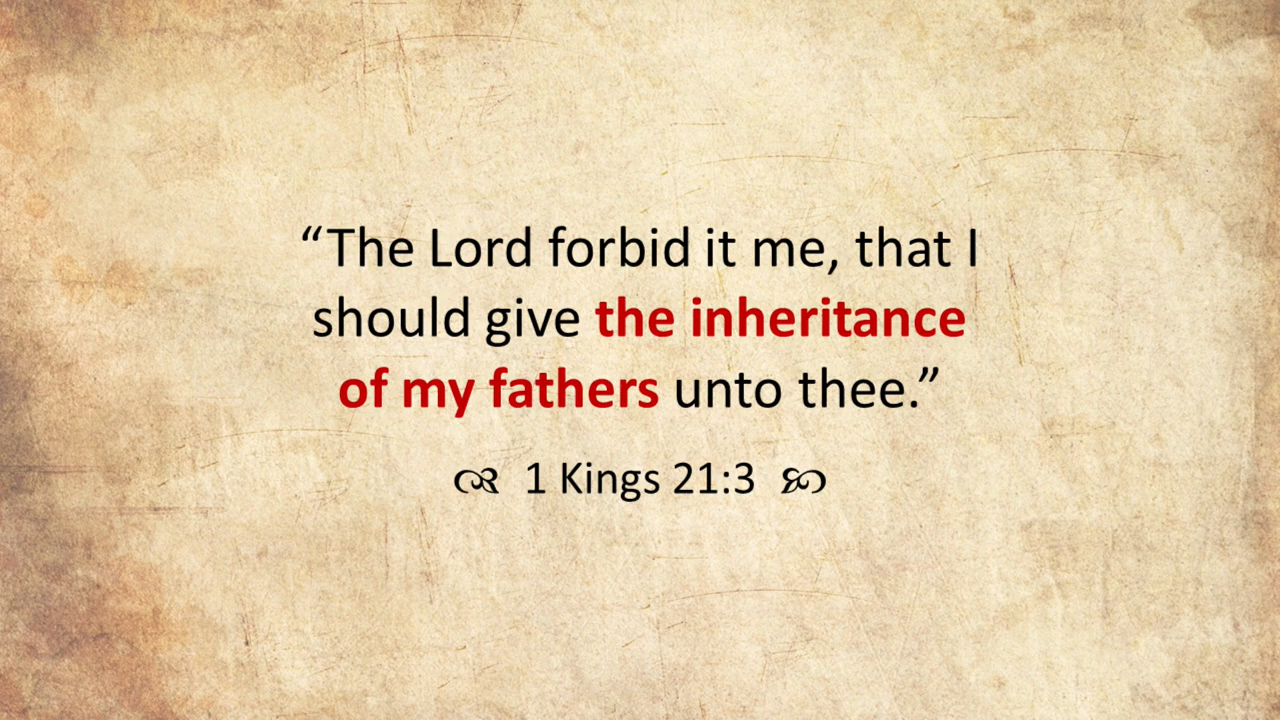 “The Lord forbid it me, that I
should give the inheritance
of my fathers unto thee.”
1 Kings 21:3